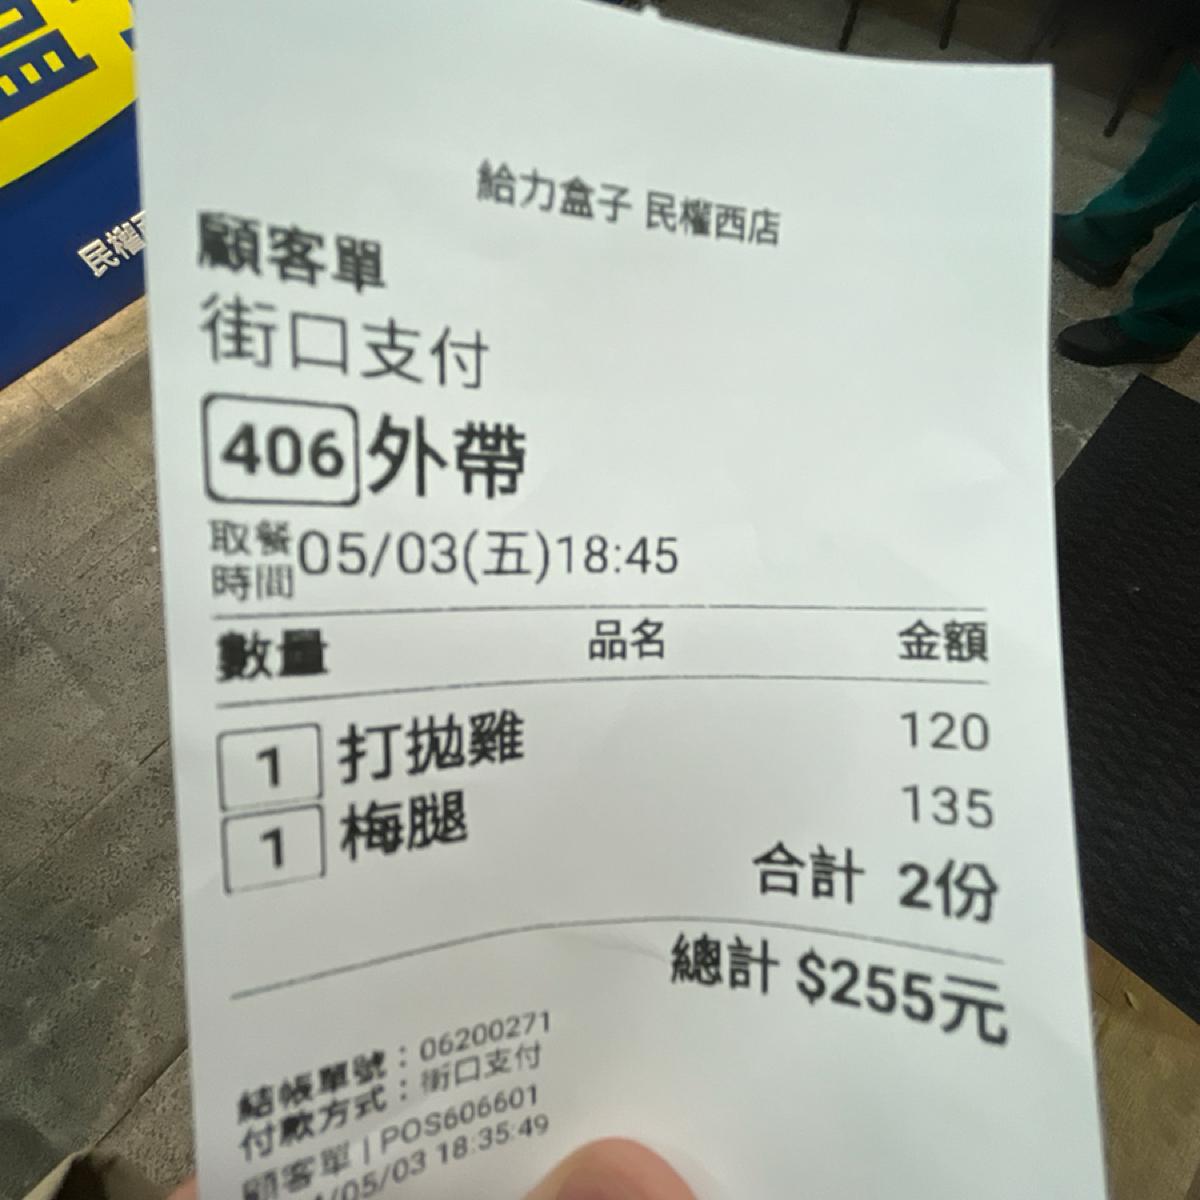 盟
民權
給力盒子 民權西店
顧客單
街口支付
406 外帶
取餐時間 05/03(五)18:45
數量 品名 金額
1 打拋雞 120
1 梅腿 135
合計 2份
總計 $255元
結帳單號：06200271
付款方式：街口支付
顧客單 | POS606601
/05/03 18:35:49